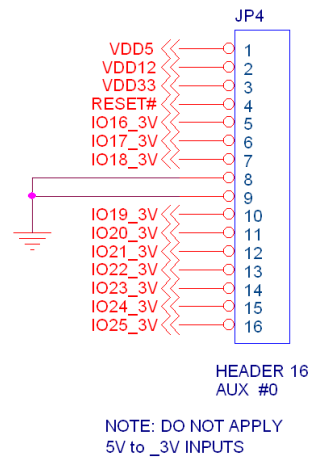 JP4
VDD5 1
VDD12 2
VDD33 3
RESET# 4
IO16_3V 5
IO17_3V 6
IO18_3V 7
8
9
IO19_3V 10
IO20_3V 11
IO21_3V 12
IO22_3V 13
IO23_3V 14
IO24_3V 15
IO25_3V 16
HEADER 16
AUX #0
NOTE: DO NOT APPLY
5V to _3V INPUTS